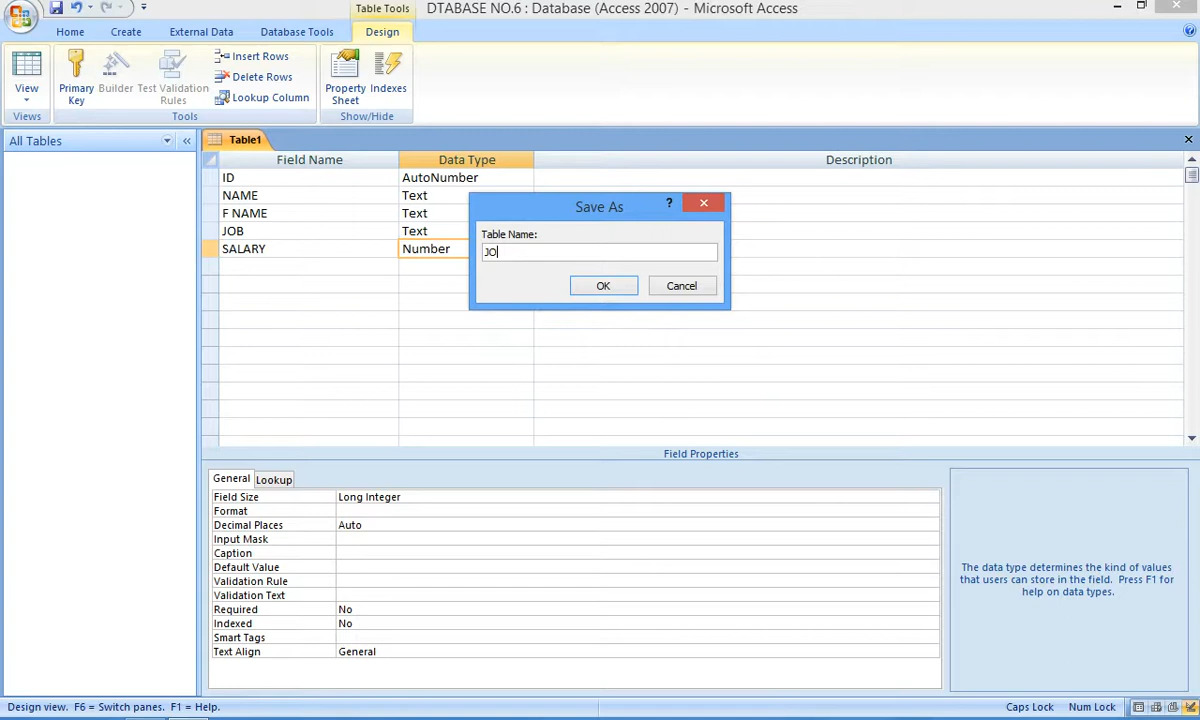 Table Tools
DTABASE NO.6 : Database (Access 2007) - Microsoft Access
Home Create External Data Database Tools Design
View
Views
Primary Key
Builder
Test Validation Rules
Insert Rows
Delete Rows
Lookup Column
Tools
Property Sheet
Indexes
Show/Hide
All Tables
Table1
Field Name Data Type Description
ID AutoNumber
NAME Text
F NAME Text
JOB Text
SALARY Number
Save As
?
Table Name:
JO
OK Cancel
Field Properties
General Lookup
Field Size Long Integer
Format
Decimal Places Auto
Input Mask
Caption
Default Value
Validation Rule
Validation Text
Required No
Indexed No
Smart Tags
Text Align General
The data type determines the kind of values
that users can store in the field. Press F1 for
help on data types.
Design view. F6 = Switch panes. F1 = Help.
Caps Lock Num Lock